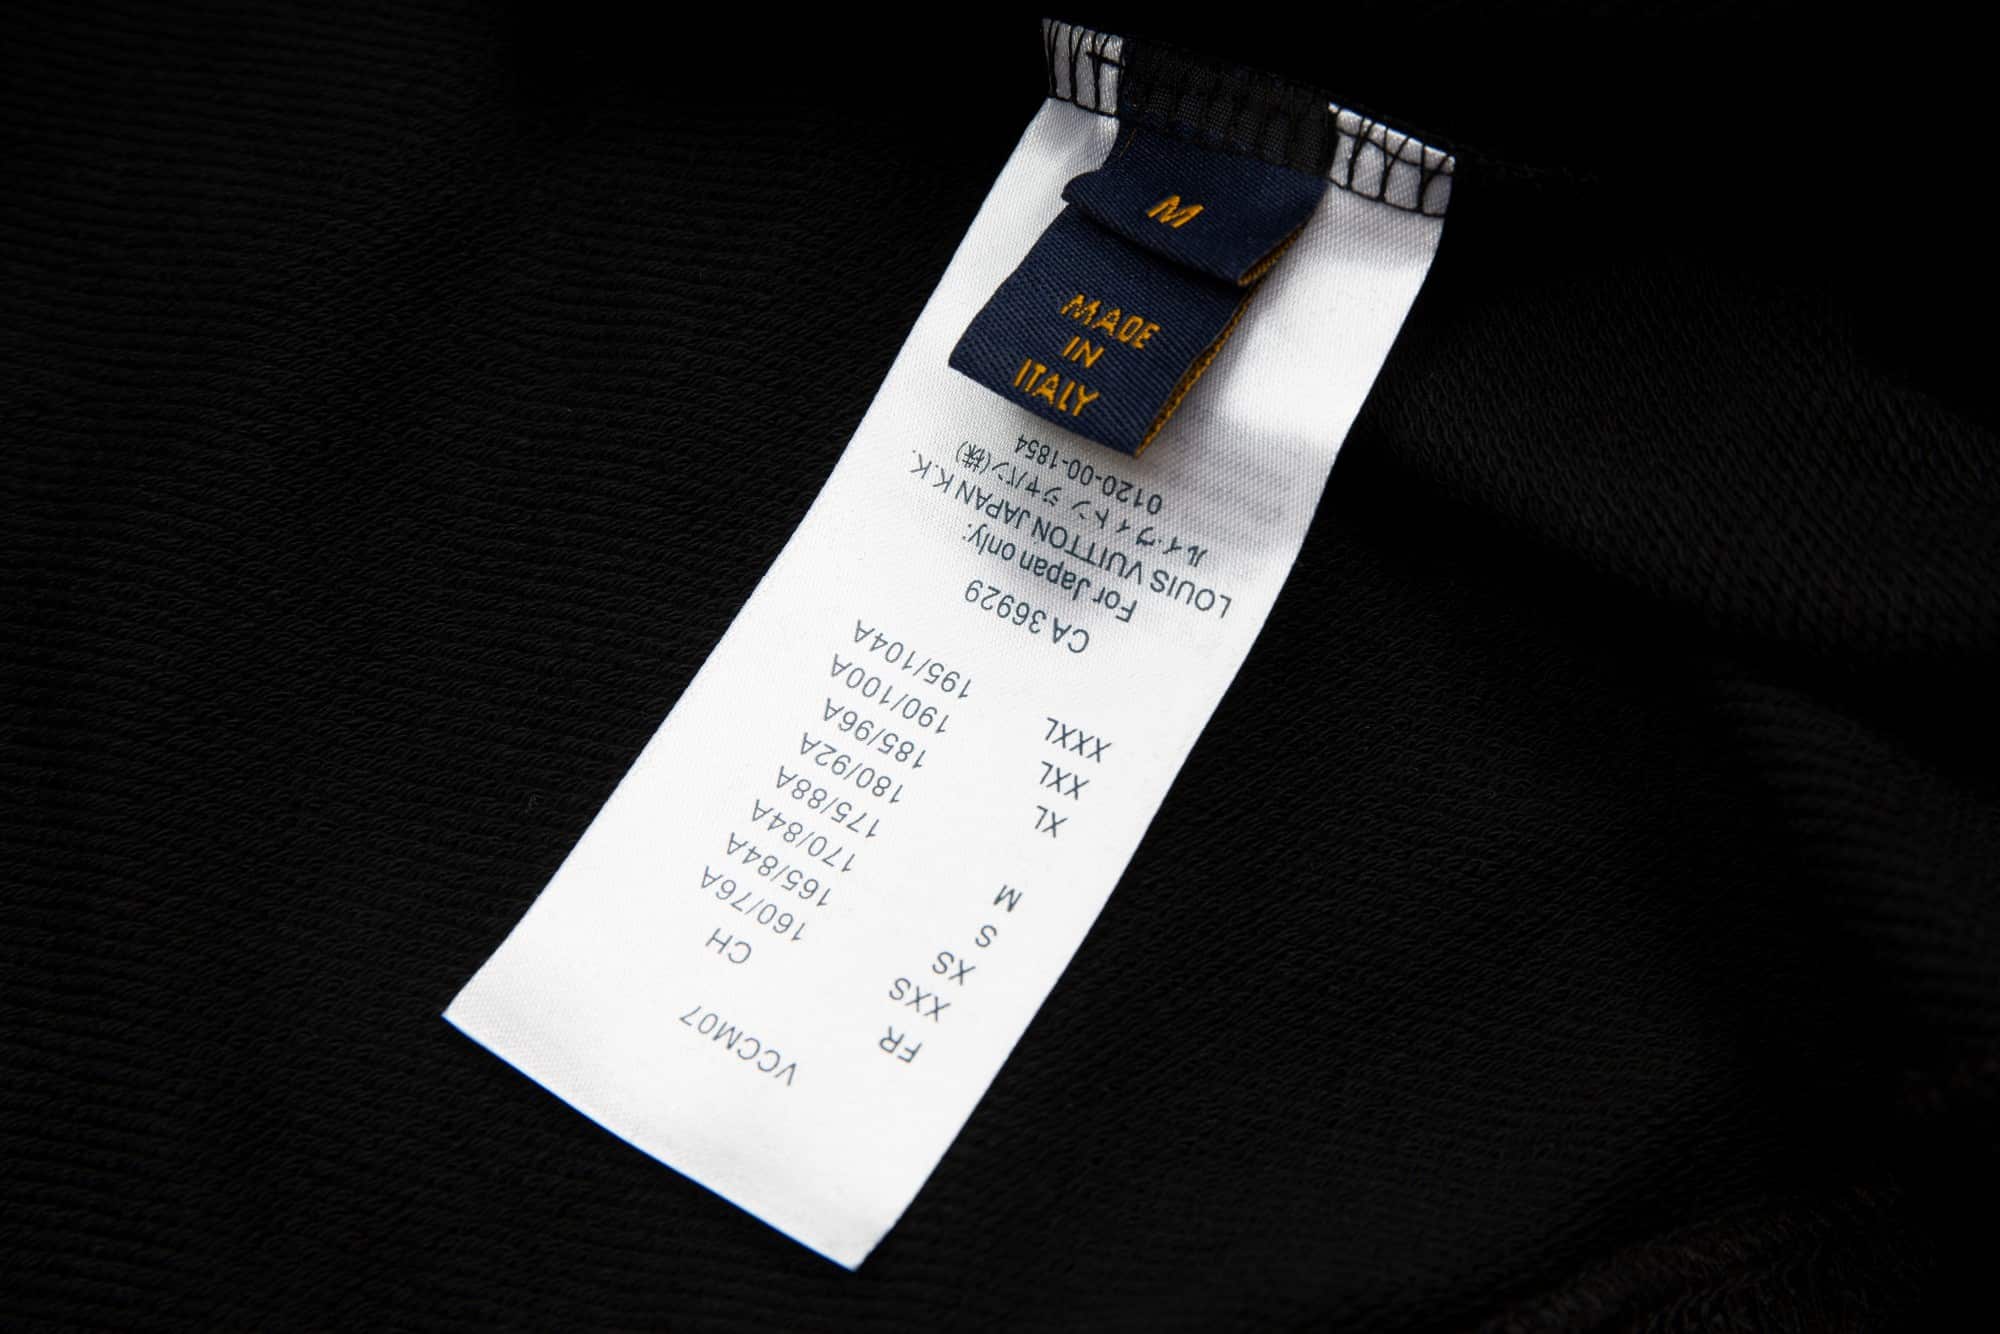 M
MADE
IN
ITALY
VCCM07
FR CH
XXS 160/76A
XS 165/84A
S 170/84A
M 175/88A
180/92A
XL 185/96A
XXL 190/100A
XXXL 195/104A
CA 36929
For Japan only:
LOUIS VUITTON JAPAN K.K.
ルイ・ヴィトン ジャパン(株)
0120-00-1854